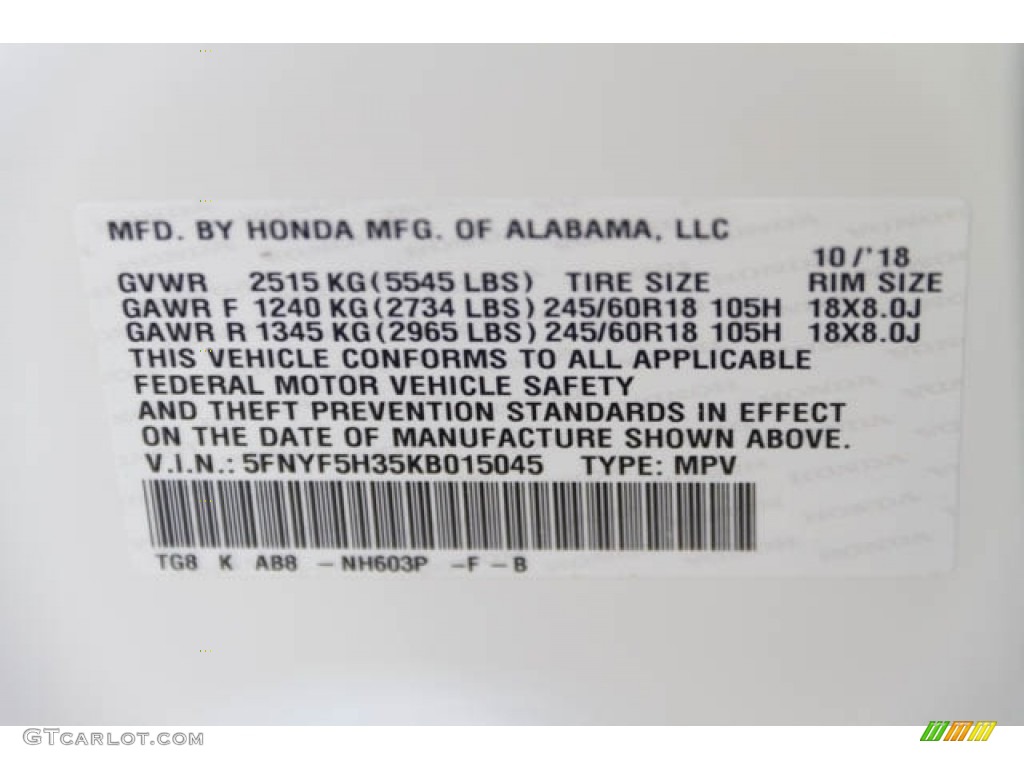 MFD. BY HONDA MFG. OF ALABAMA, LLC
10/'18
GVWR 2515 KG(5545 LBS) TIRE SIZE RIM SIZE
GAWR F 1240 KG(2734 LBS) 245/60R18 105H 18X8.0J
GAWR R 1345 KG(2965 LBS) 245/60R18 105H 18X8.0J
THIS VEHICLE CONFORMS TO ALL APPLICABLE
FEDERAL MOTOR VEHICLE SAFETY
AND THEFT PREVENTION STANDARDS IN EFFECT
ON THE DATE OF MANUFACTURE SHOWN ABOVE.
V.I.N.: 5FNYF5H35KB015045 TYPE: MPV
TG8 K AB8 -NH603P -F-B
GTCARLOT.COM